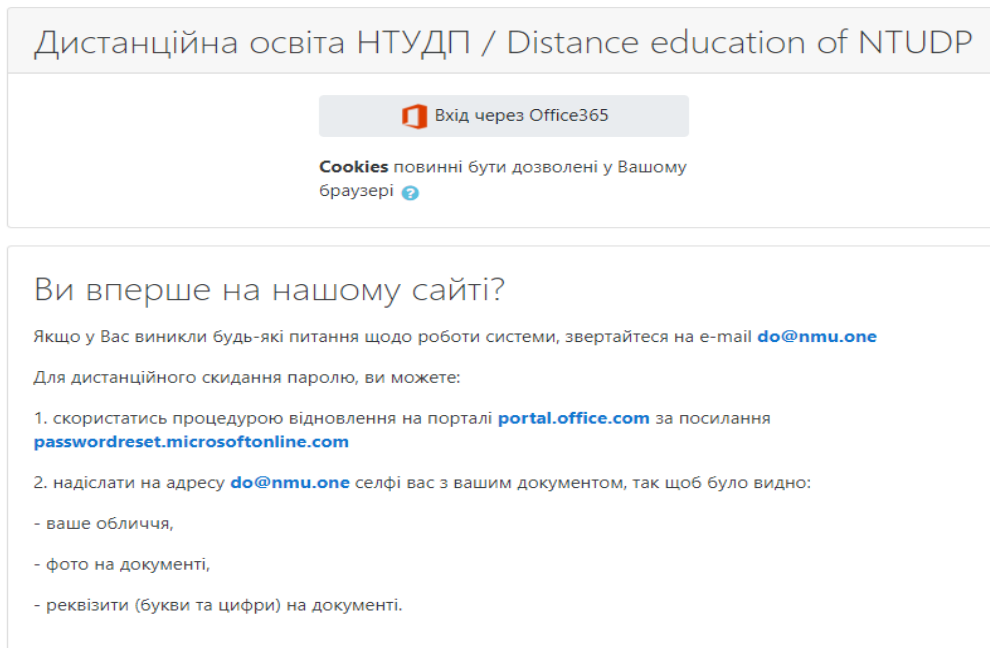 Дистанційна освіта НТУДП / Distance education of NTUDP
Вхід через Office365
Cookies повинні бути дозволені у Вашому
браузері ?
Ви вперше на нашому сайті?
Якщо у Вас виникли будь-які питання щодо роботи системи, звертайтеся на e-mail do@nmu.one
Для дистанційного скидання паролю, ви можете:
1. скористатись процедурою відновлення на порталі portal.office.com за посилання
passwordreset.microsoftonline.com
2. надіслати на адресу do@nmu.one селфі вас з вашим документом, так щоб було видно:
- ваше обличчя,
- фото на документі,
- реквізити (букви та цифри) на документі.